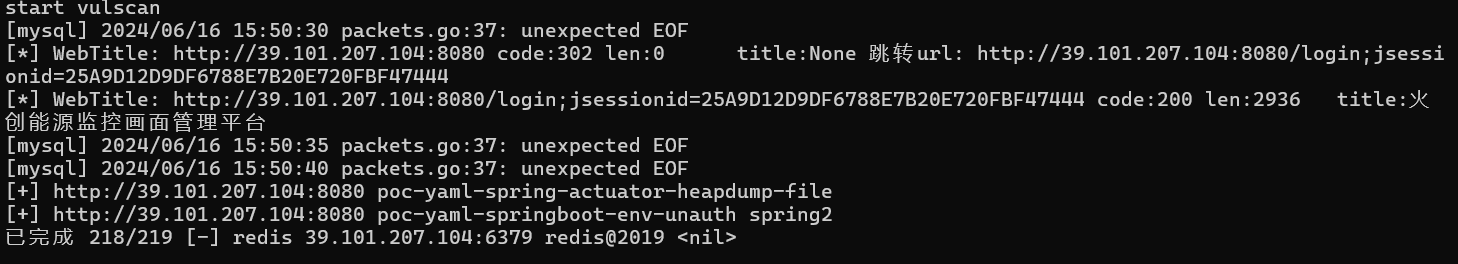 start vulscan
[mysql] 2024/06/16 15:50:30 packets.go:37: unexpected EOF
[*] WebTitle: http://39.101.207.104:8080 code:302 len:0      title:None 跳转url: http://39.101.207.104:8080/login;jsessi
onid=25A9D12D9DF6788E7B20E720FBF47444
[*] WebTitle: http://39.101.207.104:8080/login;jsessionid=25A9D12D9DF6788E7B20E720FBF47444 code:200 len:2936   title:火
创能源监控画面管理平台
[mysql] 2024/06/16 15:50:35 packets.go:37: unexpected EOF
[mysql] 2024/06/16 15:50:40 packets.go:37: unexpected EOF
[+] http://39.101.207.104:8080 poc-yaml-spring-actuator-heapdump-file
[+] http://39.101.207.104:8080 poc-yaml-springboot-env-unauth spring2
已完成 218/219 [-] redis 39.101.207.104:6379 redis@2019 <nil>